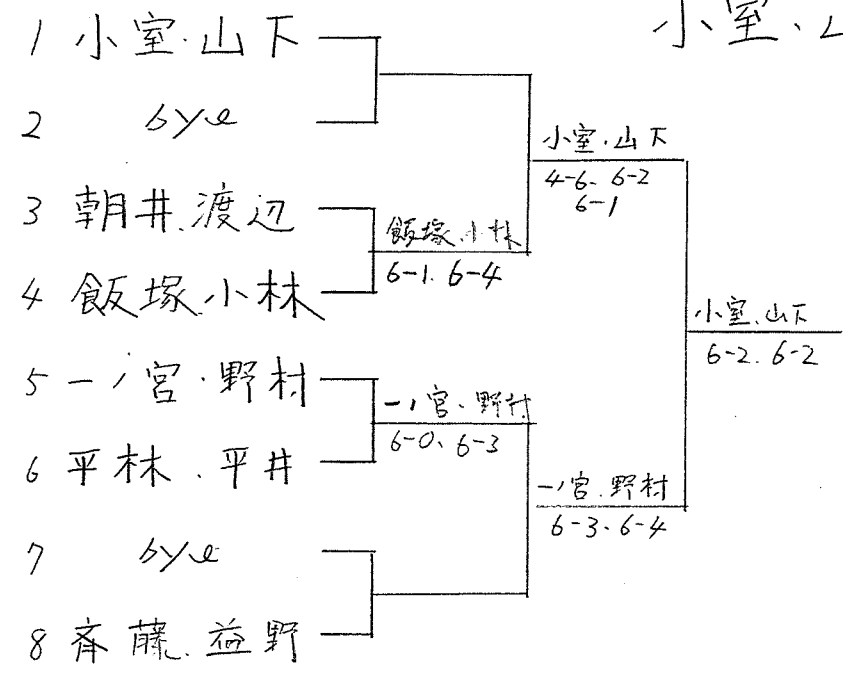 小室、山
1 小室・山下
2 bye
3 朝井、渡辺
4 飯塚、小林
5 一ノ宮・野村
6 平林、平井
7 bye
8 斉藤、益野
飯塚、小林
6-1、6-4
一ノ宮、野村
6-0、6-3
小室・山下
4-6、6-2
6-1
一ノ宮、野村
6-3、6-4
小室、山下
6-2、6-2